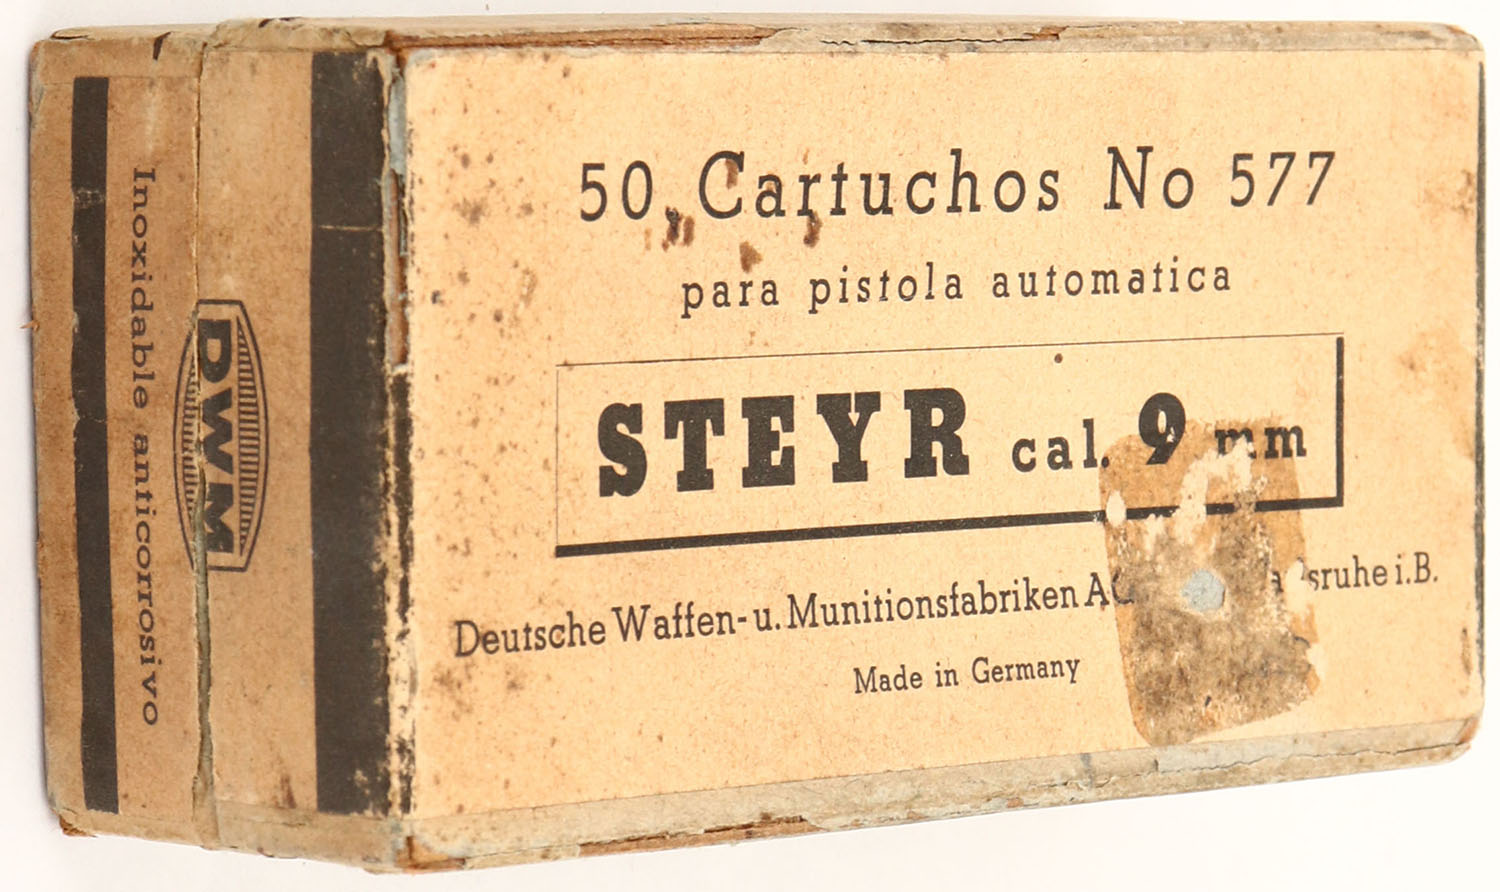 50 Cartuchos No 577
para pistola automatica
STEYR cal. 9 mm
Deutsche Waffen- u. Munitionsfabriken i.B.
Made in Germany
Inoxidable anticorrosivo
DWM